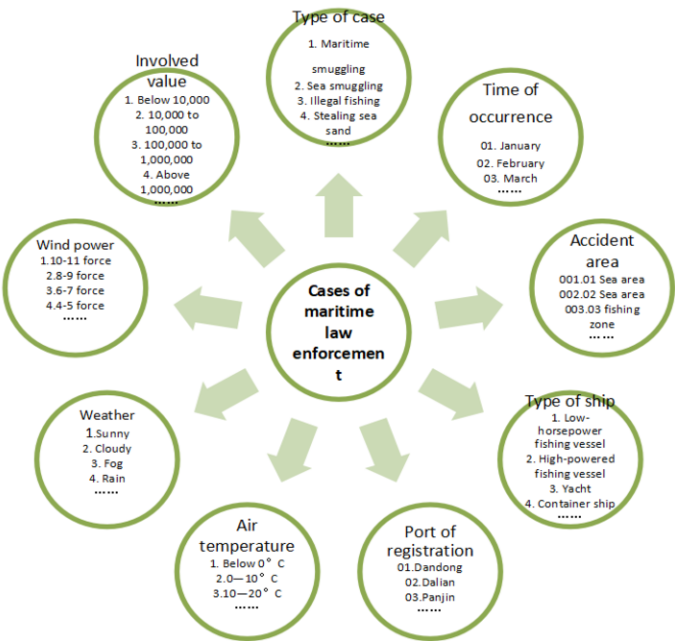 Type of case
1. Maritime
smuggling
2. Sea smuggling
3. Illegal fishing
4. Stealing sea
sand
……
Time of
occurrence
01. January
02. February
03. March
……
Accident
area
001.01 Sea area
002.02 Sea area
003.03 fishing
zone
……
Type of ship
1. Low-
horsepower
fishing vessel
2. High-powered
fishing vessel
3. Yacht
4. Container ship
……
Port of
registration
01.Dandong
02.Dalian
03.Panjin
……
Air
temperature
1. Below 0° C
2.0—10° C
3.10—20° C
……
Weather
1.Sunny
2. Cloudy
3. Fog
4. Rain
……
Wind power
1.10-11 force
2.8-9 force
3.6-7 force
4.4-5 force
……
Involved
value
1. Below 10,000
2. 10,000 to
100,000
3. 100,000 to
1,000,000
4. Above
1,000,000
……
Cases of
maritime
law
enforcemen
t